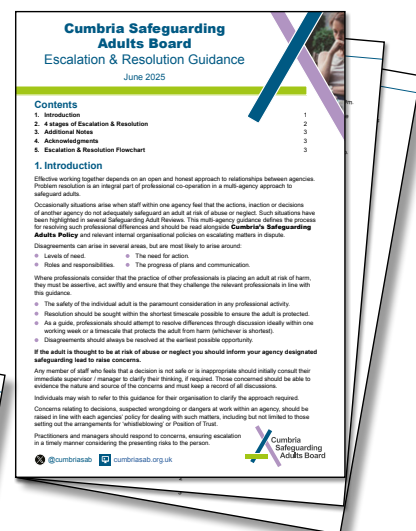 Cumbria Safeguarding
Adults Board
Escalation & Resolution Guidance
June 2025
Contents
1. Introduction 1
2. 4 stages of Escalation & Resolution 2
3. Additional Notes 3
4. Acknowledgments 3
5. Escalation & Resolution Flowchart 3
1. Introduction
Effective working together depends on an open and honest approach to relationships between agencies.
Problem resolution is an integral part of professional co-operation in a multi-agency approach to
safeguard adults.
Occasionally situations arise when staff within one agency feel that the actions, inaction or decisions
of another agency do not adequately safeguard an adult at risk of abuse or neglect. Such situations have
been highlighted in several Safeguarding Adult Reviews. This multi-agency guidance defines the process
for resolving such professional differences and should be read alongside Cumbria's Safeguarding
Adults Policy and relevant internal organisational policies on escalating matters in dispute.
Disagreements can arise in several areas, but are most likely to arise around:
● Levels of need. ● The need for action.
● Roles and responsibilities. ● The progress of plans and communication.
Where professionals consider that the practice of other professionals is placing an adult at risk of harm,
they must be assertive, act swiftly and ensure that they challenge the relevant professionals in line with
this guidance.
● The safety of the individual adult is the paramount consideration in any professional activity.
● Resolution should be sought within the shortest timescale possible to ensure the adult is protected.
● As a guide, professionals should attempt to resolve differences through discussion ideally within one
working week or a timescale that protects the adult from harm (whichever is shortest).
● Disagreements should always be resolved at the earliest possible opportunity.
If the adult is thought to be at risk of abuse or neglect you should inform your agency designated
safeguarding lead to raise concerns.
Any member of staff who feels that a decision is not safe or is inappropriate should initially consult their
immediate supervisor / manager to clarify their thinking, if required. Those concerned should be able to
evidence the nature and source of the concerns and must keep a record of all discussions.
Individuals may wish to refer to this guidance for their organisation to clarify the approach required.
Concerns relating to decisions, suspected wrongdoing or dangers at work within an agency, should be
raised in line with each agencies' policy for dealing with such matters, including but not limited to those
setting out the arrangements for 'whistleblowing' or Position of Trust.
Practitioners and managers should respond to concerns, ensuring escalation
in a timely manner considering the presenting risks to the person.
@cumbriasab cumbriasab.org.uk
Cumbria
Safeguarding
Adults Board